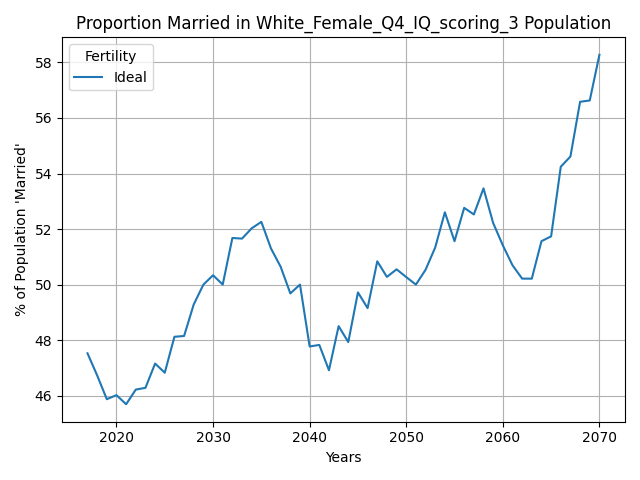 Proportion Married in White_Female_Q4_IQ_scoring_3 Population
Fertility
Ideal
% of Population 'Married'
58
56
54
52
50
48
46
2020 2030 2040 2050 2060 2070
Years